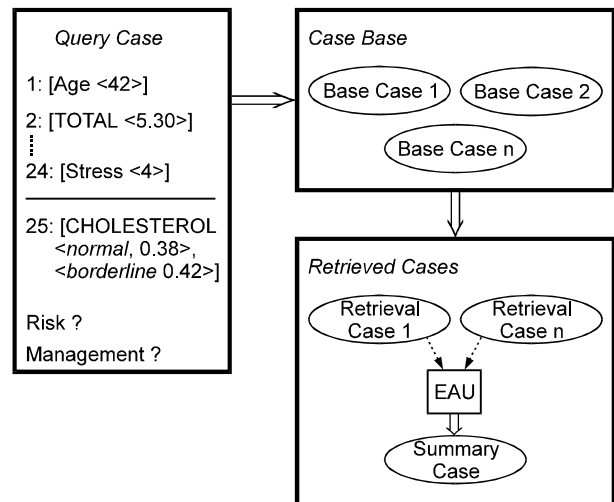 Query Case
1: [Age <42>]
2: [TOTAL <5.30>]
24: [Stress <4>]
25: [CHOLESTEROL
<normal, 0.38>,
<borderline 0.42>]
Risk ?
Management ?
Case Base
Base Case 1
Base Case 2
Base Case n
Retrieved Cases
Retrieval
Case 1
Retrieval
Case n
EAU
Summary
Case